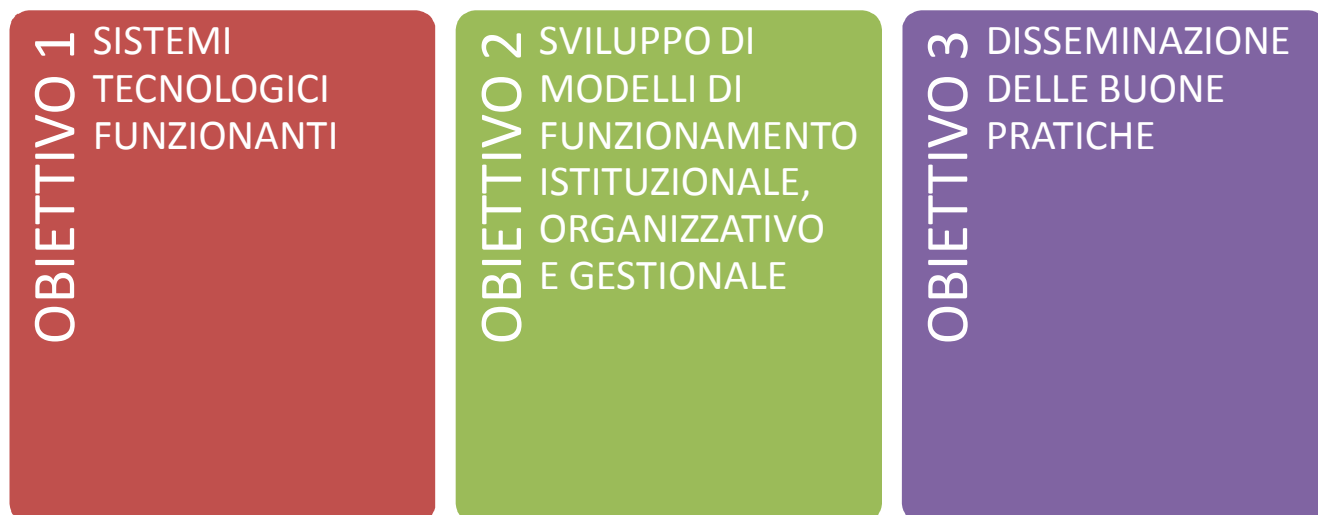 OBIETTIVO 1
SISTEMI
TECNOLOGICI
FUNZIONANTI
OBIETTIVO 2
SVILUPPO DI
MODELLI DI
FUNZIONAMENTO
ISTITUZIONALE,
ORGANIZZATIVO
E GESTIONALE
OBIETTIVO 3
DISSEMINAZIONE
DELLE BUONE
PRATICHE